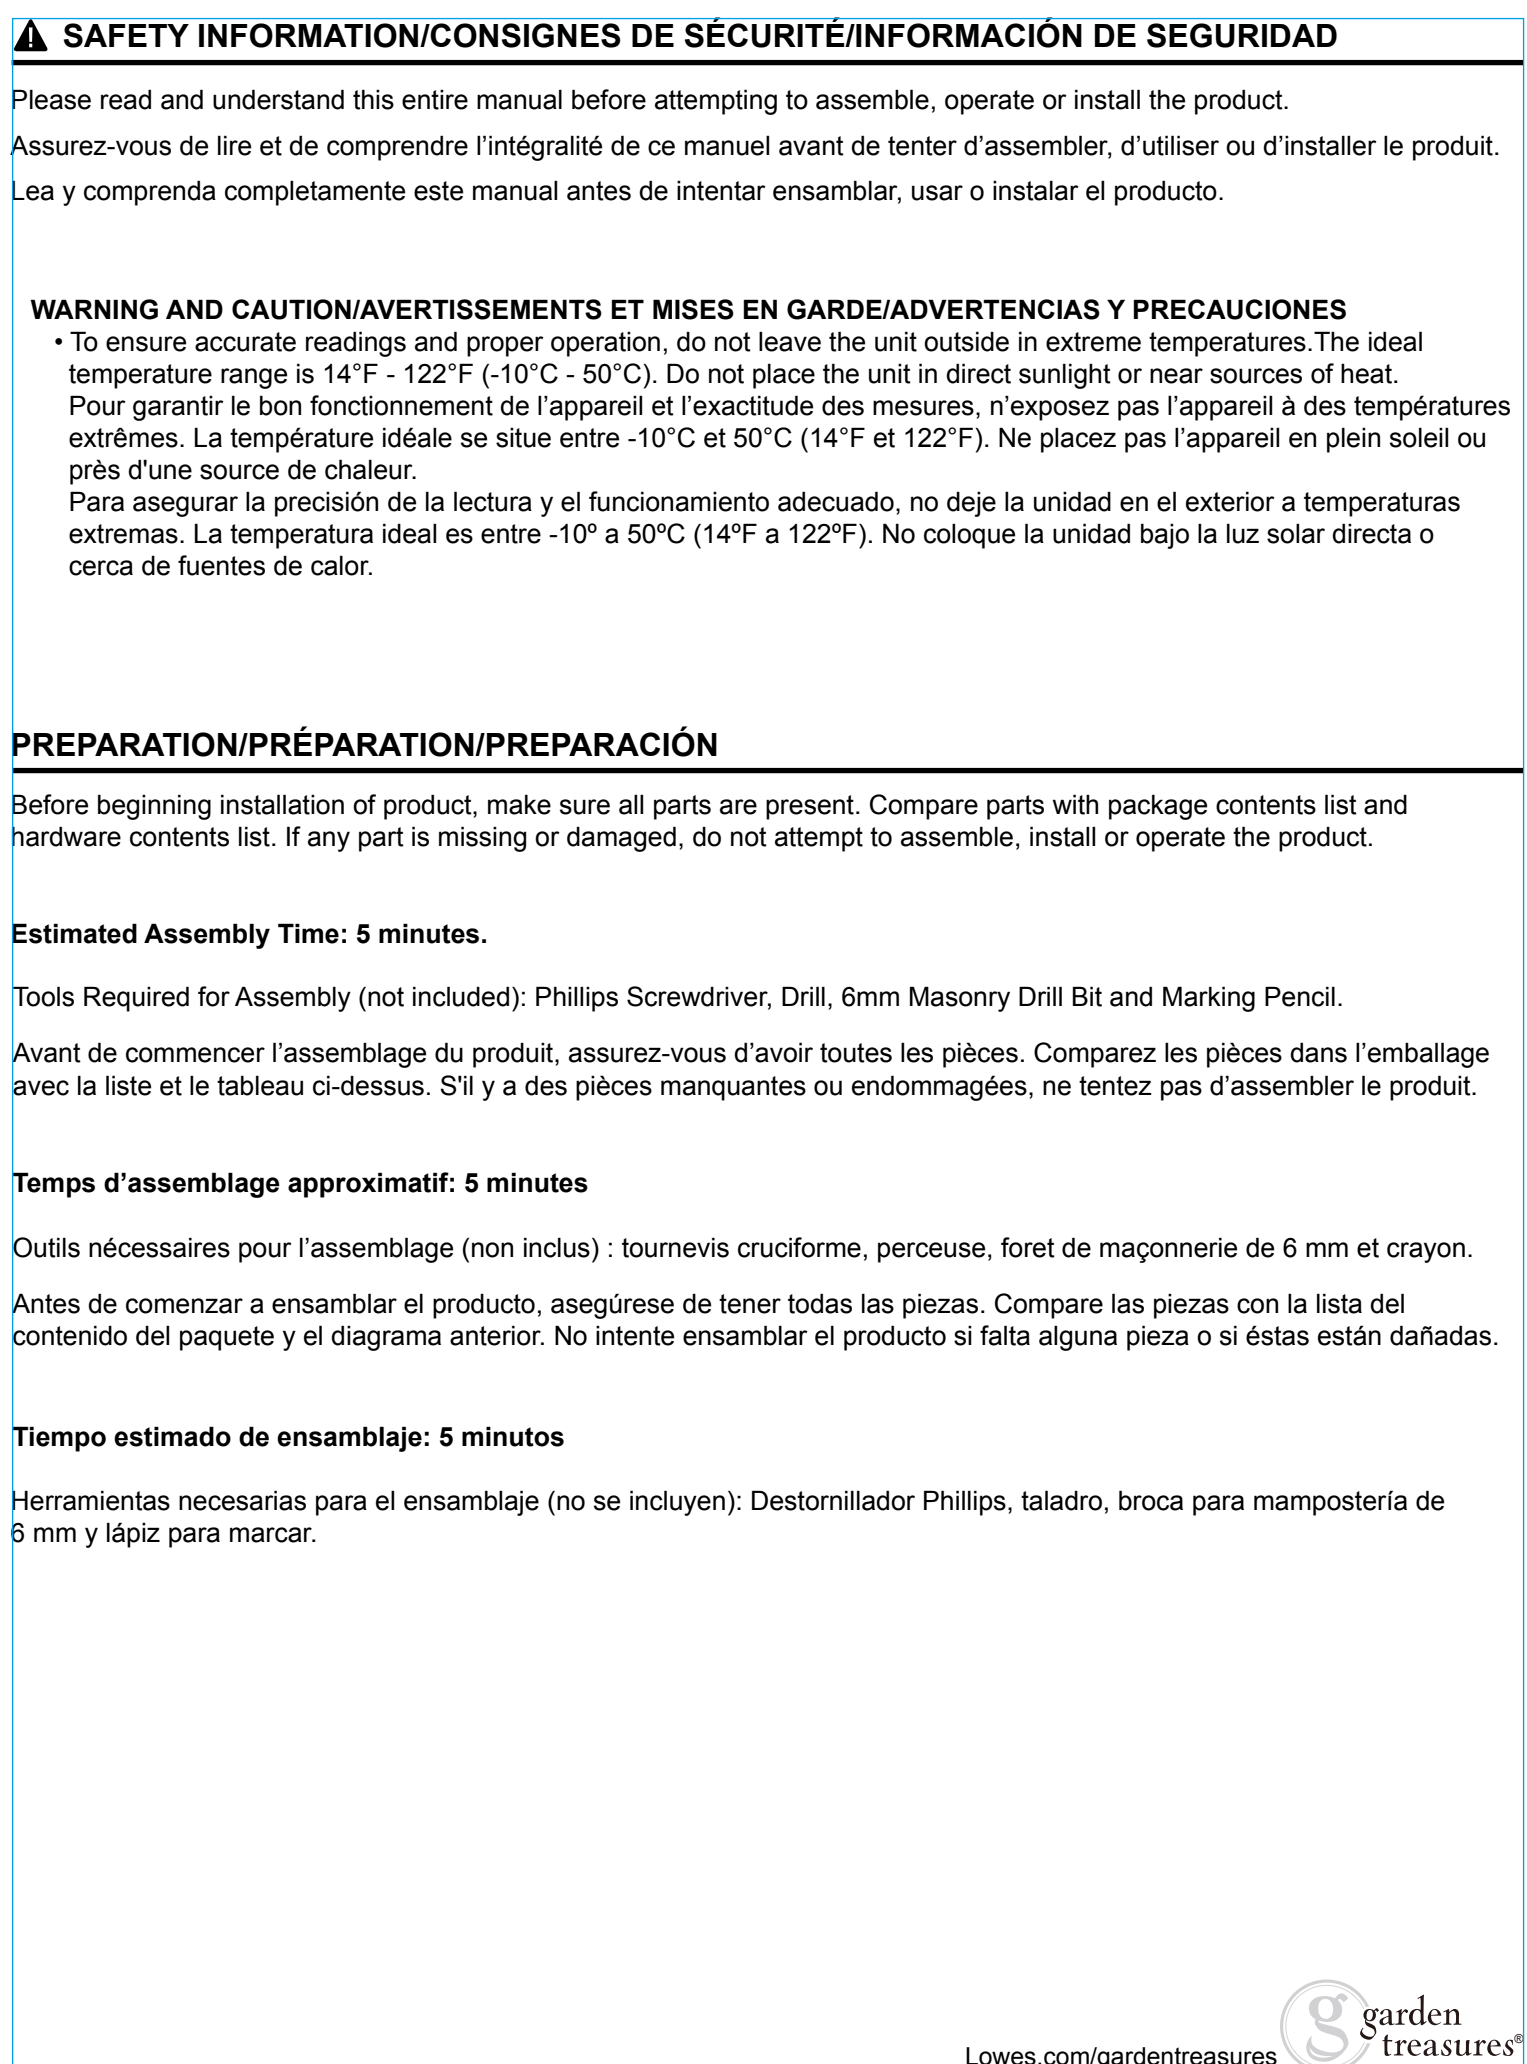 SAFETY INFORMATION/CONSIGNES DE SÉCURITÉ/INFORMACIÓN DE SEGURIDAD
Please read and understand this entire manual before attempting to assemble, operate or install the product.
Assurez-vous de lire et de comprendre l’intégralité de ce manuel avant de tenter d’assembler, d’utiliser ou d’installer le produit.
Lea y comprenda completamente este manual antes de intentar ensamblar, usar o instalar el producto.
WARNING AND CAUTION/AVERTISSEMENTS ET MISES EN GARDE/ADVERTENCIAS Y PRECAUCIONES
• To ensure accurate readings and proper operation, do not leave the unit outside in extreme temperatures.The ideal
temperature range is 14°F - 122°F (-10°C - 50°C). Do not place the unit in direct sunlight or near sources of heat.
Pour garantir le bon fonctionnement de l’appareil et l’exactitude des mesures, n’exposez pas l’appareil à des températures
extrêmes. La température idéale se situe entre -10°C et 50°C (14°F et 122°F). Ne placez pas l’appareil en plein soleil ou
près d'une source de chaleur.
Para asegurar la precisión de la lectura y el funcionamiento adecuado, no deje la unidad en el exterior a temperaturas
extremas. La temperatura ideal es entre -10º a 50ºC (14ºF a 122ºF). No coloque la unidad bajo la luz solar directa o
cerca de fuentes de calor.
PREPARATION/PRÉPARATION/PREPARACIÓN
Before beginning installation of product, make sure all parts are present. Compare parts with package contents list and
hardware contents list. If any part is missing or damaged, do not attempt to assemble, install or operate the product.
Estimated Assembly Time: 5 minutes.
Tools Required for Assembly (not included): Phillips Screwdriver, Drill, 6mm Masonry Drill Bit and Marking Pencil.
Avant de commencer l’assemblage du produit, assurez-vous d’avoir toutes les pièces. Comparez les pièces dans l’emballage
avec la liste et le tableau ci-dessus. S'il y a des pièces manquantes ou endommagées, ne tentez pas d’assembler le produit.
Temps d’assemblage approximatif: 5 minutes
Outils nécessaires pour l’assemblage (non inclus) : tournevis cruciforme, perceuse, foret de maçonnerie de 6 mm et crayon.
Antes de comenzar a ensamblar el producto, asegúrese de tener todas las piezas. Compare las piezas con la lista del
contenido del paquete y el diagrama anterior. No intente ensamblar el producto si falta alguna pieza o si éstas están dañadas.
Tiempo estimado de ensamblaje: 5 minutos
Herramientas necesarias para el ensamblaje (no se incluyen): Destornillador Phillips, taladro, broca para mampostería de
6 mm y lápiz para marcar.
g garden
treasures®
Lowes.com/gardentreasures